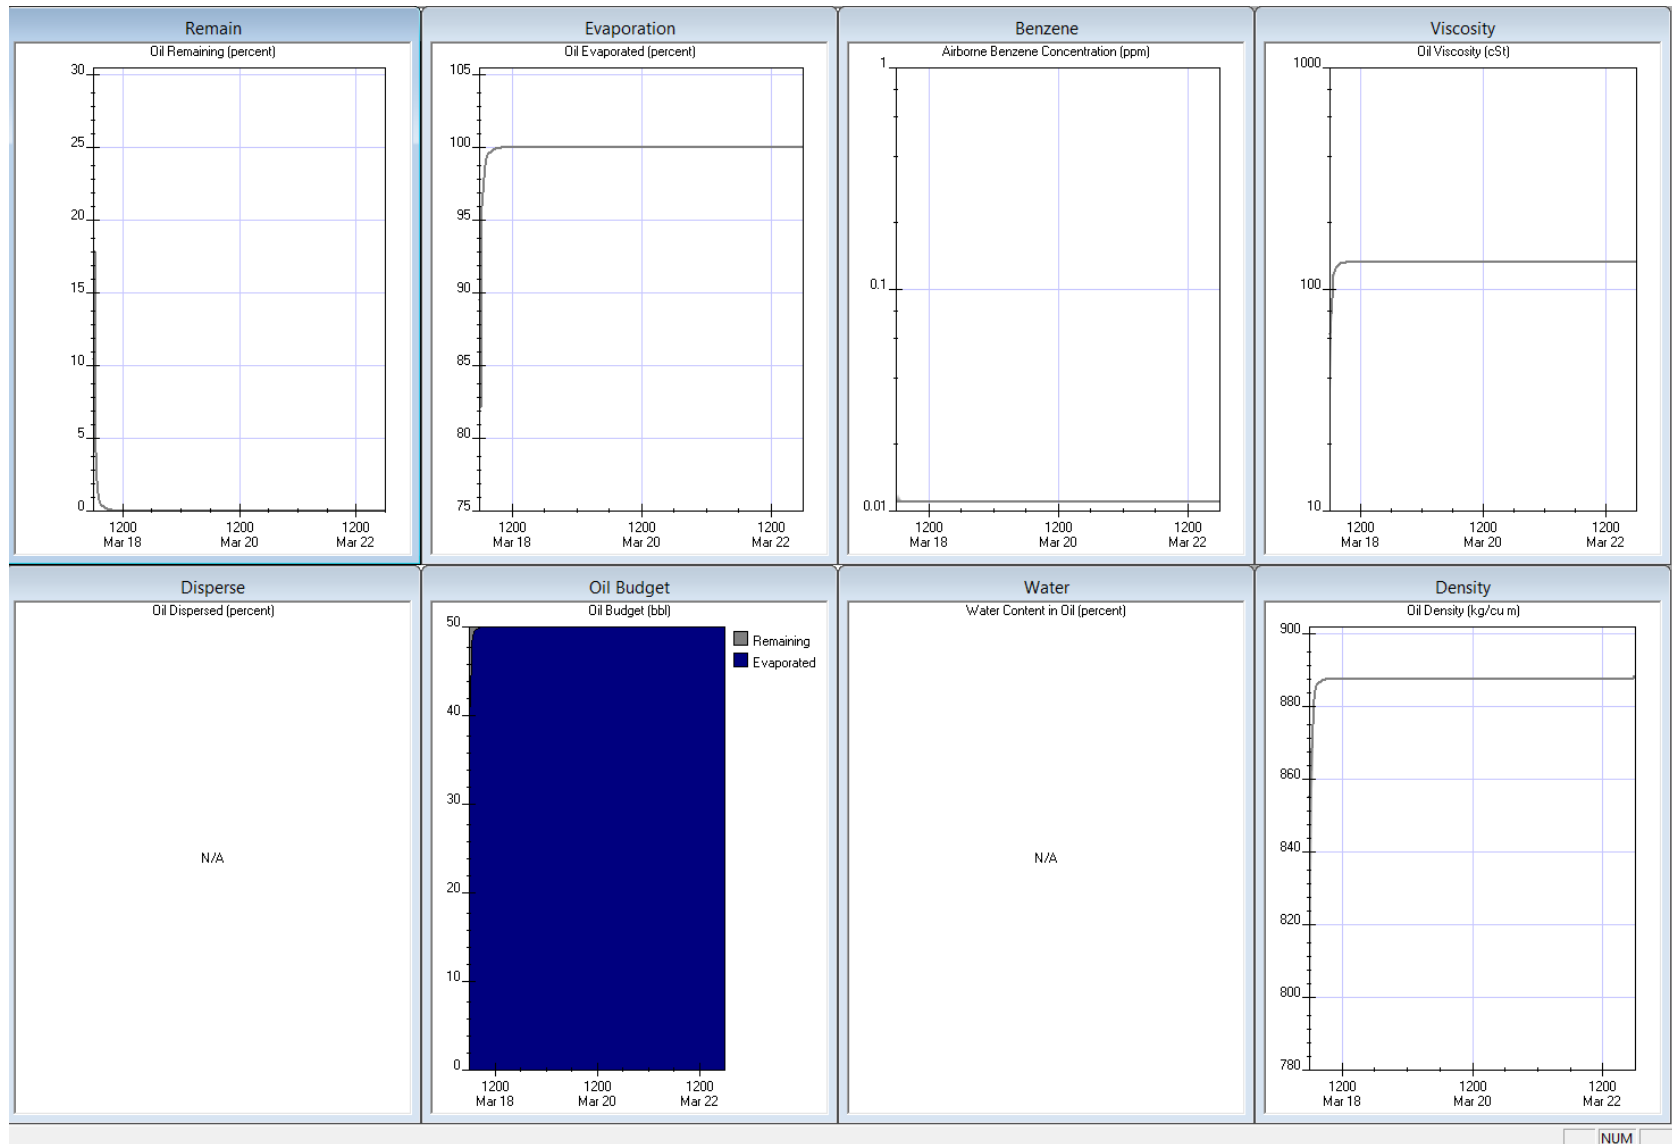 Remain
Oil Remaining (percent)
30
25
20
15
10
5
0
1200 1200 1200
Mar 18 Mar 20 Mar 22
Evaporation
Oil Evaporated (percent)
105
100
95
90
85
80
75
1200 1200 1200
Mar 18 Mar 20 Mar 22
Benzene
Airborne Benzene Concentration (ppm)
1
0.1
0.01
1200 1200 1200
Mar 18 Mar 20 Mar 22
Viscosity
Oil Viscosity (cSt)
1000
100
10
1200 1200 1200
Mar 18 Mar 20 Mar 22
Disperse
Oil Dispersed (percent)
N/A
Oil Budget
Oil Budget (bbl)
50
40
30
20
10
0
1200 1200 1200
Mar 18 Mar 20 Mar 22
Remaining
Evaporated
Water
Water Content in Oil (percent)
N/A
Density
Oil Density (kg/cu m)
900
880
860
840
820
800
780
1200 1200 1200
Mar 18 Mar 20 Mar 22
NUM